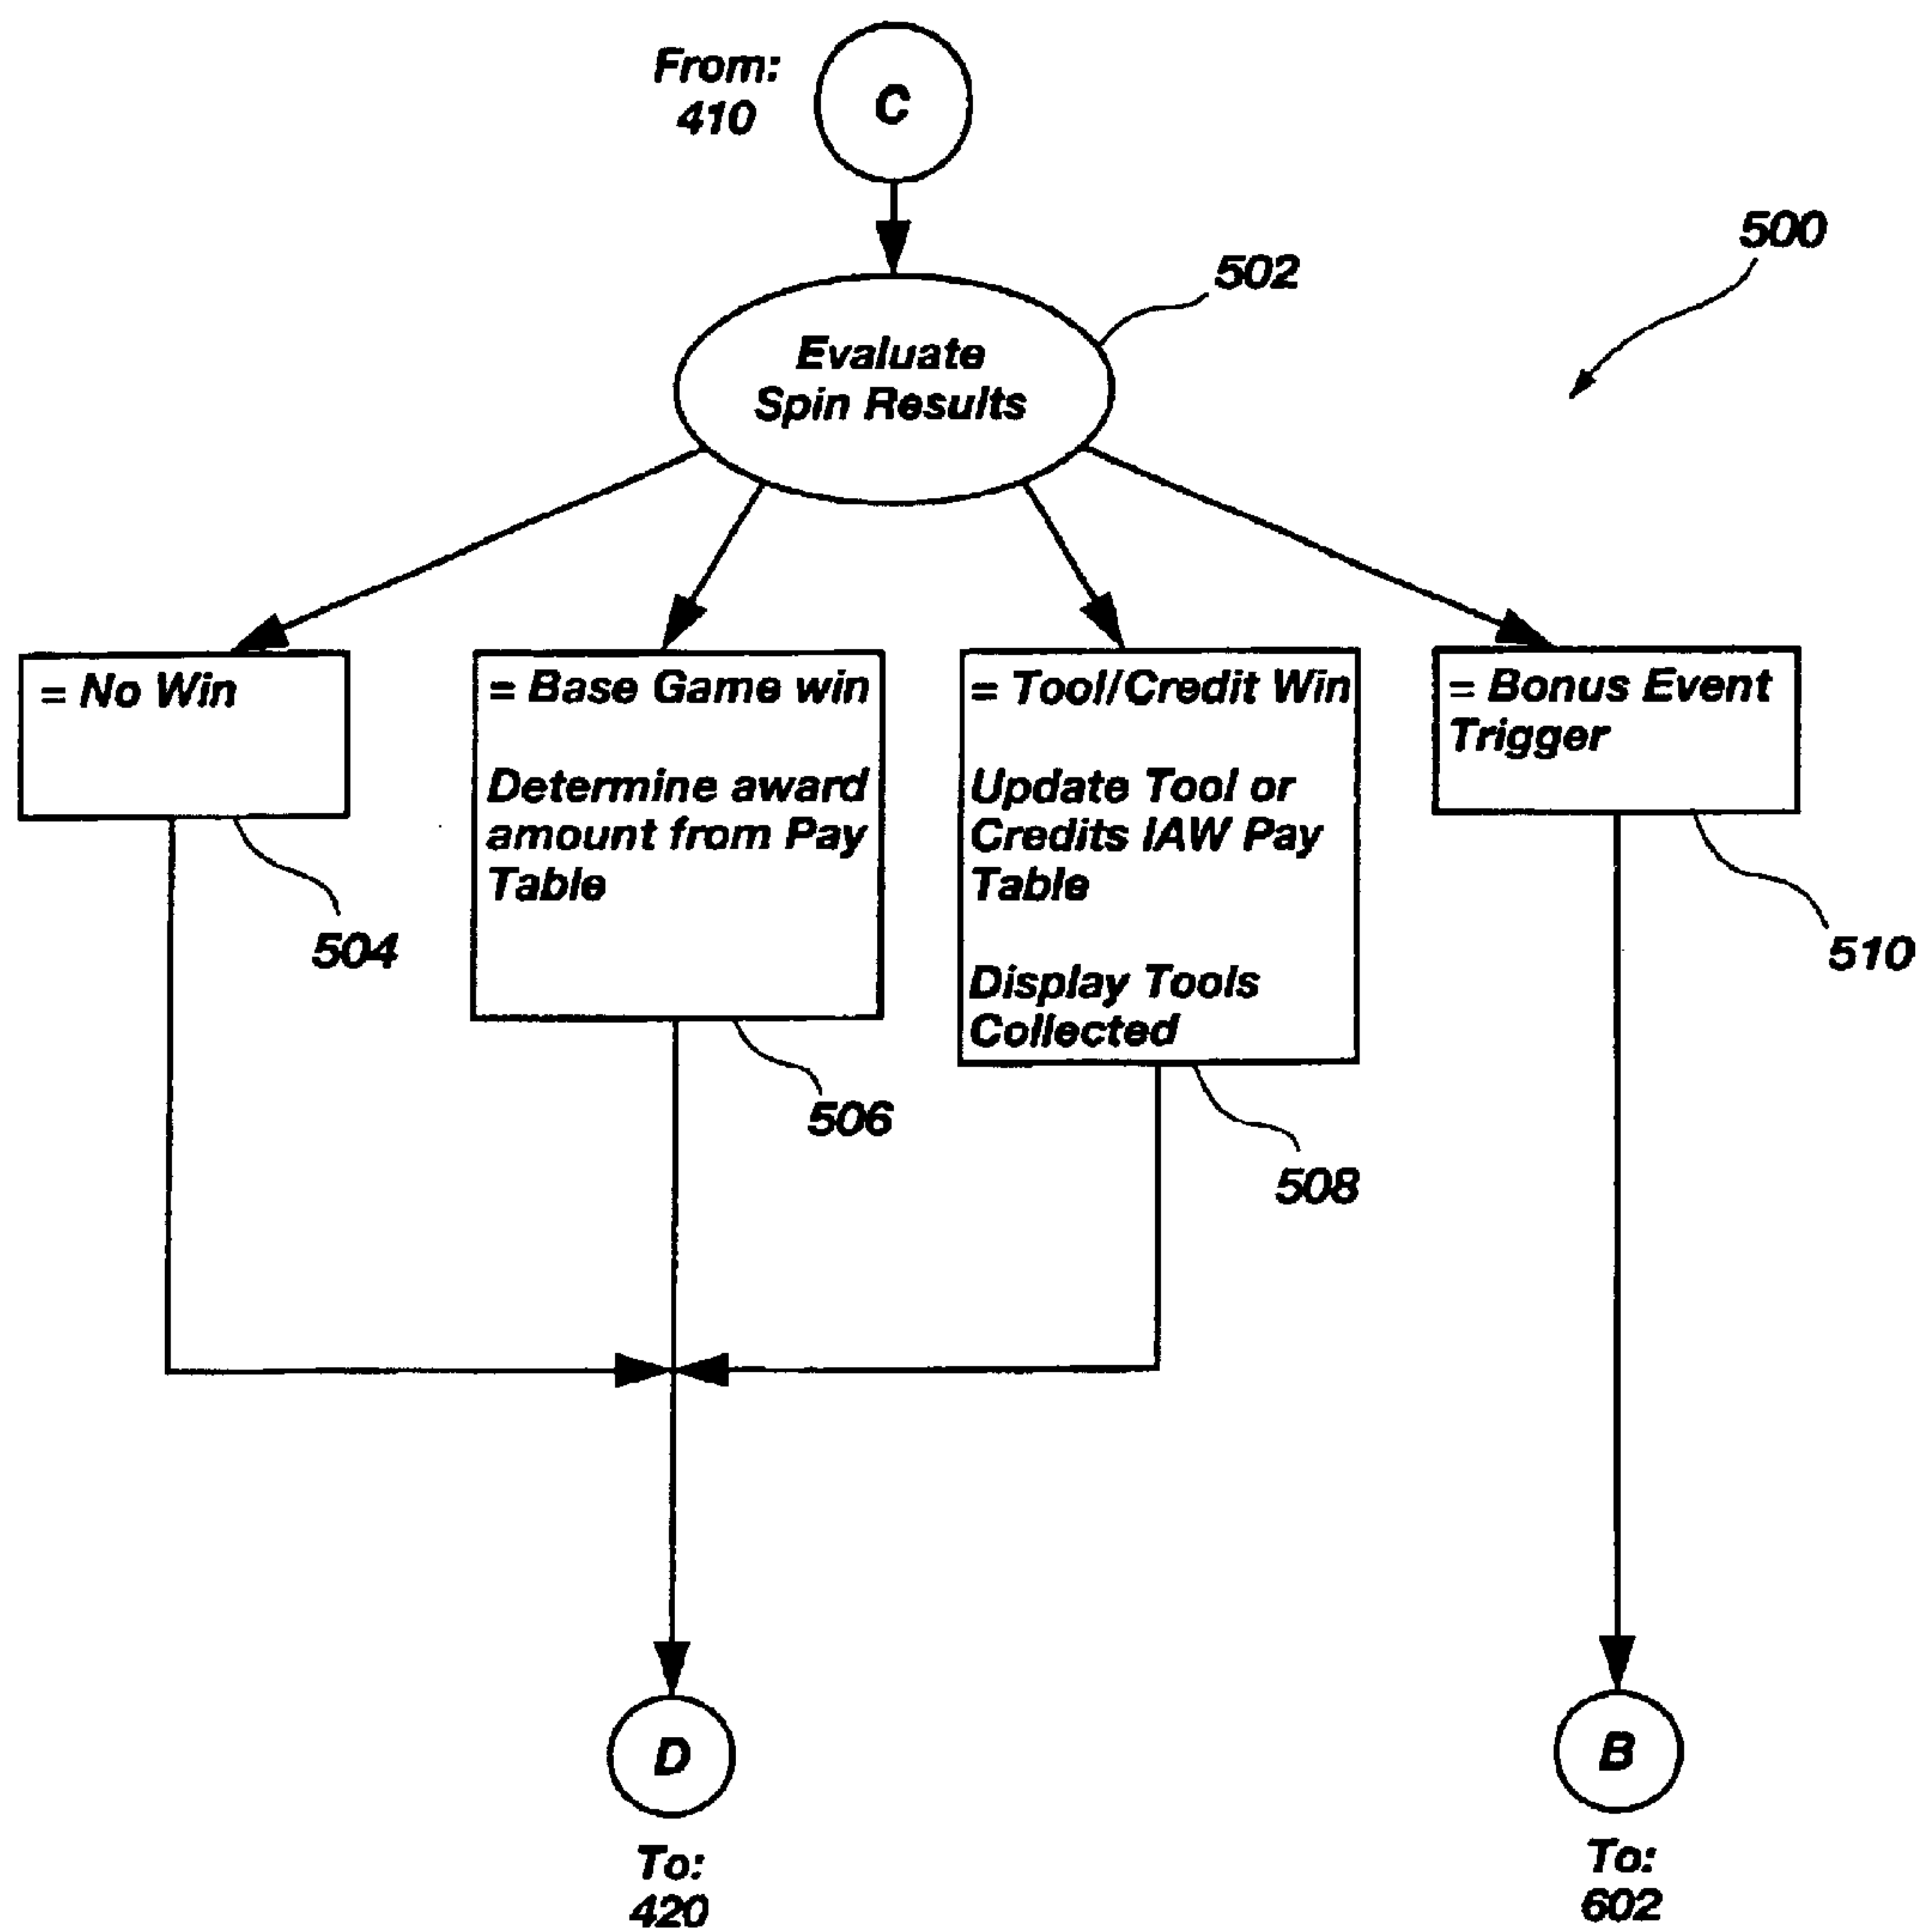 From:
410
C
500
502
Evaluate
Spin Results
= No Win
504
= Base Game win
Determine award
amount from Pay
Table
506
= Tool/Credit Win
Update Tool or
Credits IAW Pay
Table
Display Tools
Collected
508
= Bonus Event
Trigger
510
D
To:
420
B
To:
602